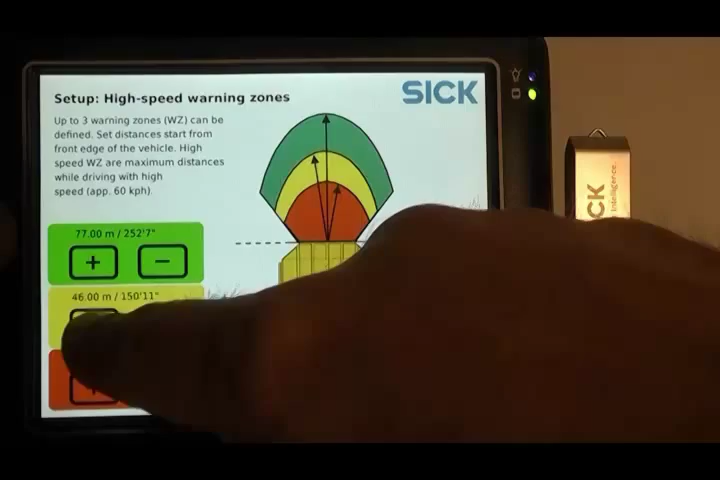 Setup: High-speed warning zones
SICK
Up to 3 warning zones (WZ) can be
defined. Set distances start from
front edge of the vehicle. High
speed WZ are maximum distances
while driving with high
speed (app. 60 kph).
77.00 m / 252'7"
+ −
46.00 m / 150'11"
CK
Intelligence.